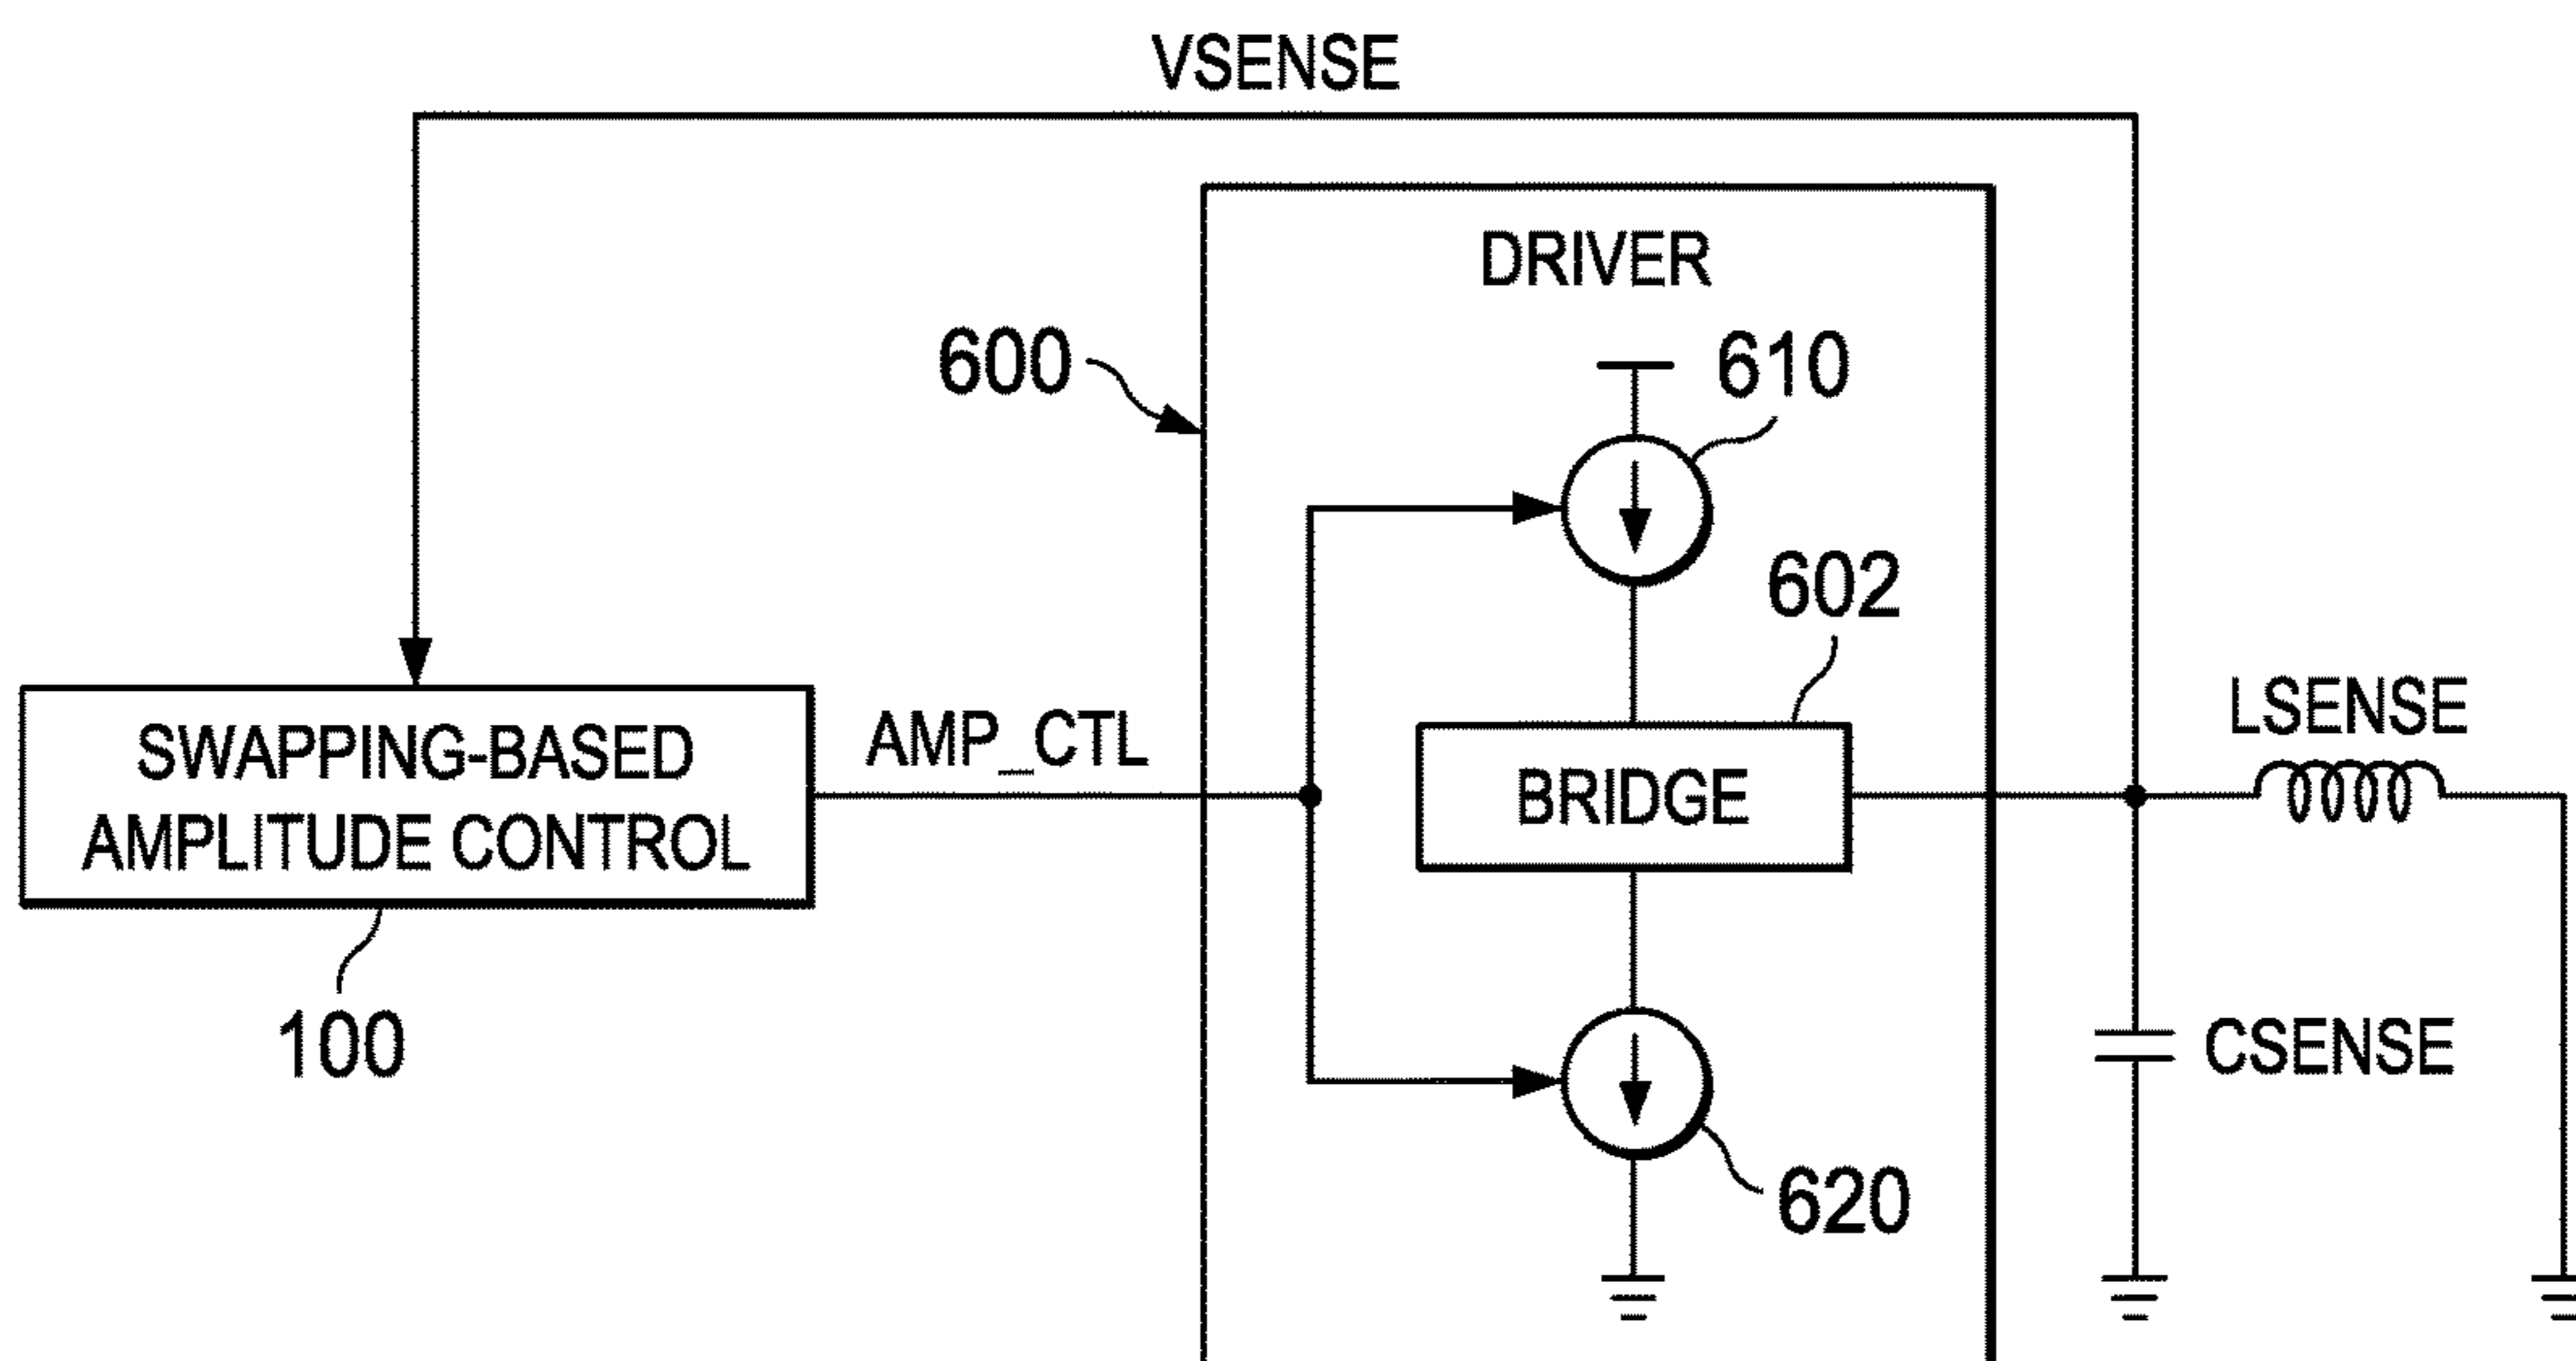 VSENSE
DRIVER
600
610
602
SWAPPING-BASED
AMPLITUDE CONTROL
AMP_CTL
BRIDGE
LSENSE
100
CSENSE
620